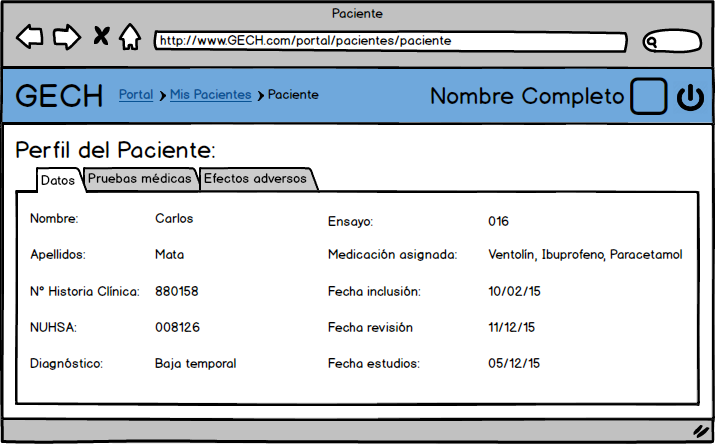 Paciente
http://www.GECH.com/portal/pacientes/paciente
GECH Portal Mis Pacientes Paciente Nombre Completo
Perfil del Paciente:
Datos Pruebas médicas Efectos adversos
Nombre: Carlos Ensayo: 016
Apellidos: Mata Medicación asignada: Ventolín, Ibuprofeno, Paracetamol
Nº Historia Clínica: 880158 Fecha inclusión: 10/02/15
NUHSA: 008126 Fecha revisión 11/12/15
Diagnóstico: Baja temporal Fecha estudios: 05/12/15